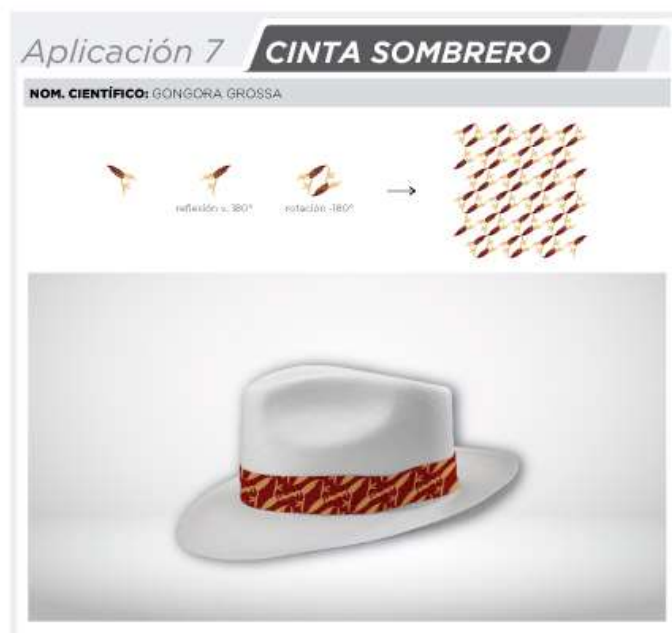 Aplicación 7 CINTA SOMBRERO
NOM. CIENTÍFICO: GONGORA GROSSA
reflexión v. 180° rotación -180°